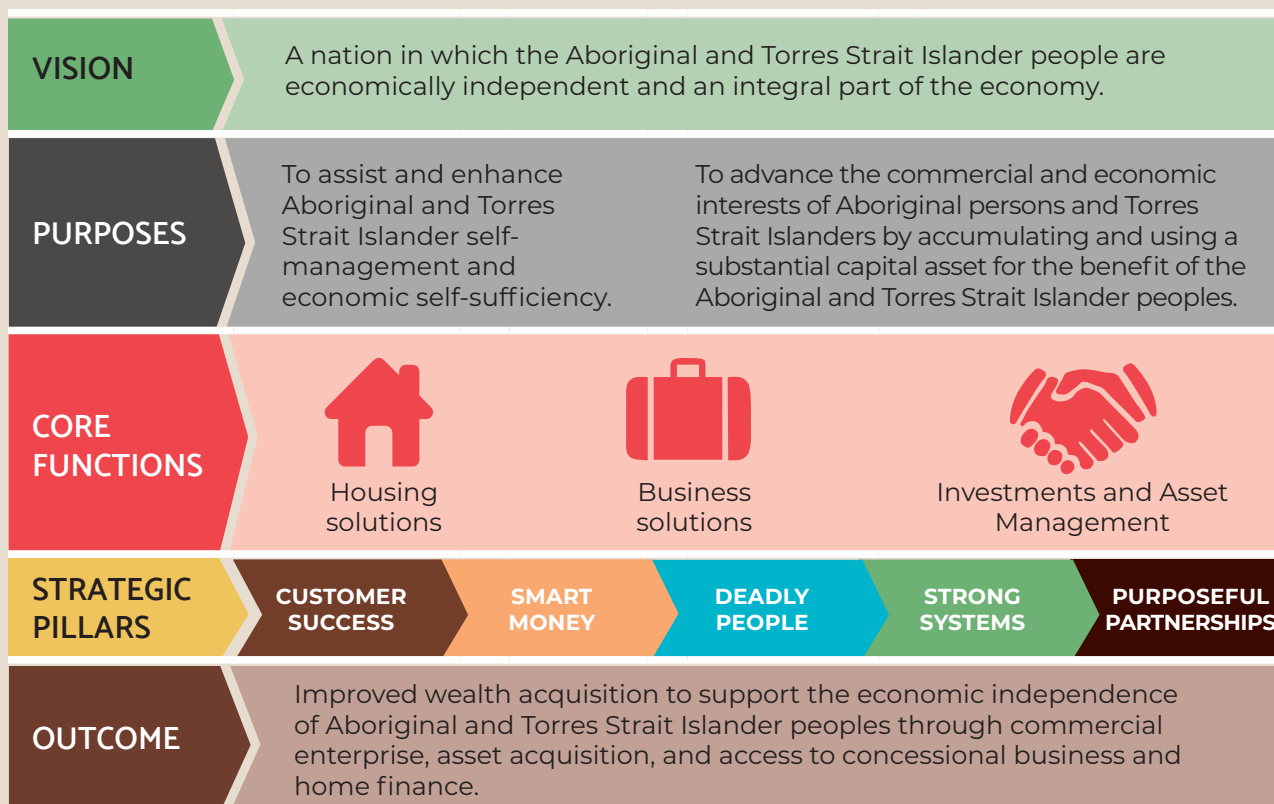 VISION
A nation in which the Aboriginal and Torres Strait Islander people are
economically independent and an integral part of the economy.
PURPOSES
To assist and enhance
Aboriginal and Torres
Strait Islander self-
management and
economic self-sufficiency.
To advance the commercial and economic
interests of Aboriginal persons and Torres
Strait Islanders by accumulating and using a
substantial capital asset for the benefit of the
Aboriginal and Torres Strait Islander peoples.
CORE
FUNCTIONS
Housing
solutions
Business
solutions
Investments and Asset
Management
STRATEGIC
PILLARS
CUSTOMER
SUCCESS
SMART
MONEY
DEADLY
PEOPLE
STRONG
SYSTEMS
PURPOSEFUL
PARTNERSHIPS
OUTCOME
Improved wealth acquisition to support the economic independence
of Aboriginal and Torres Strait Islander peoples through commercial
enterprise, asset acquisition, and access to concessional business and
home finance.